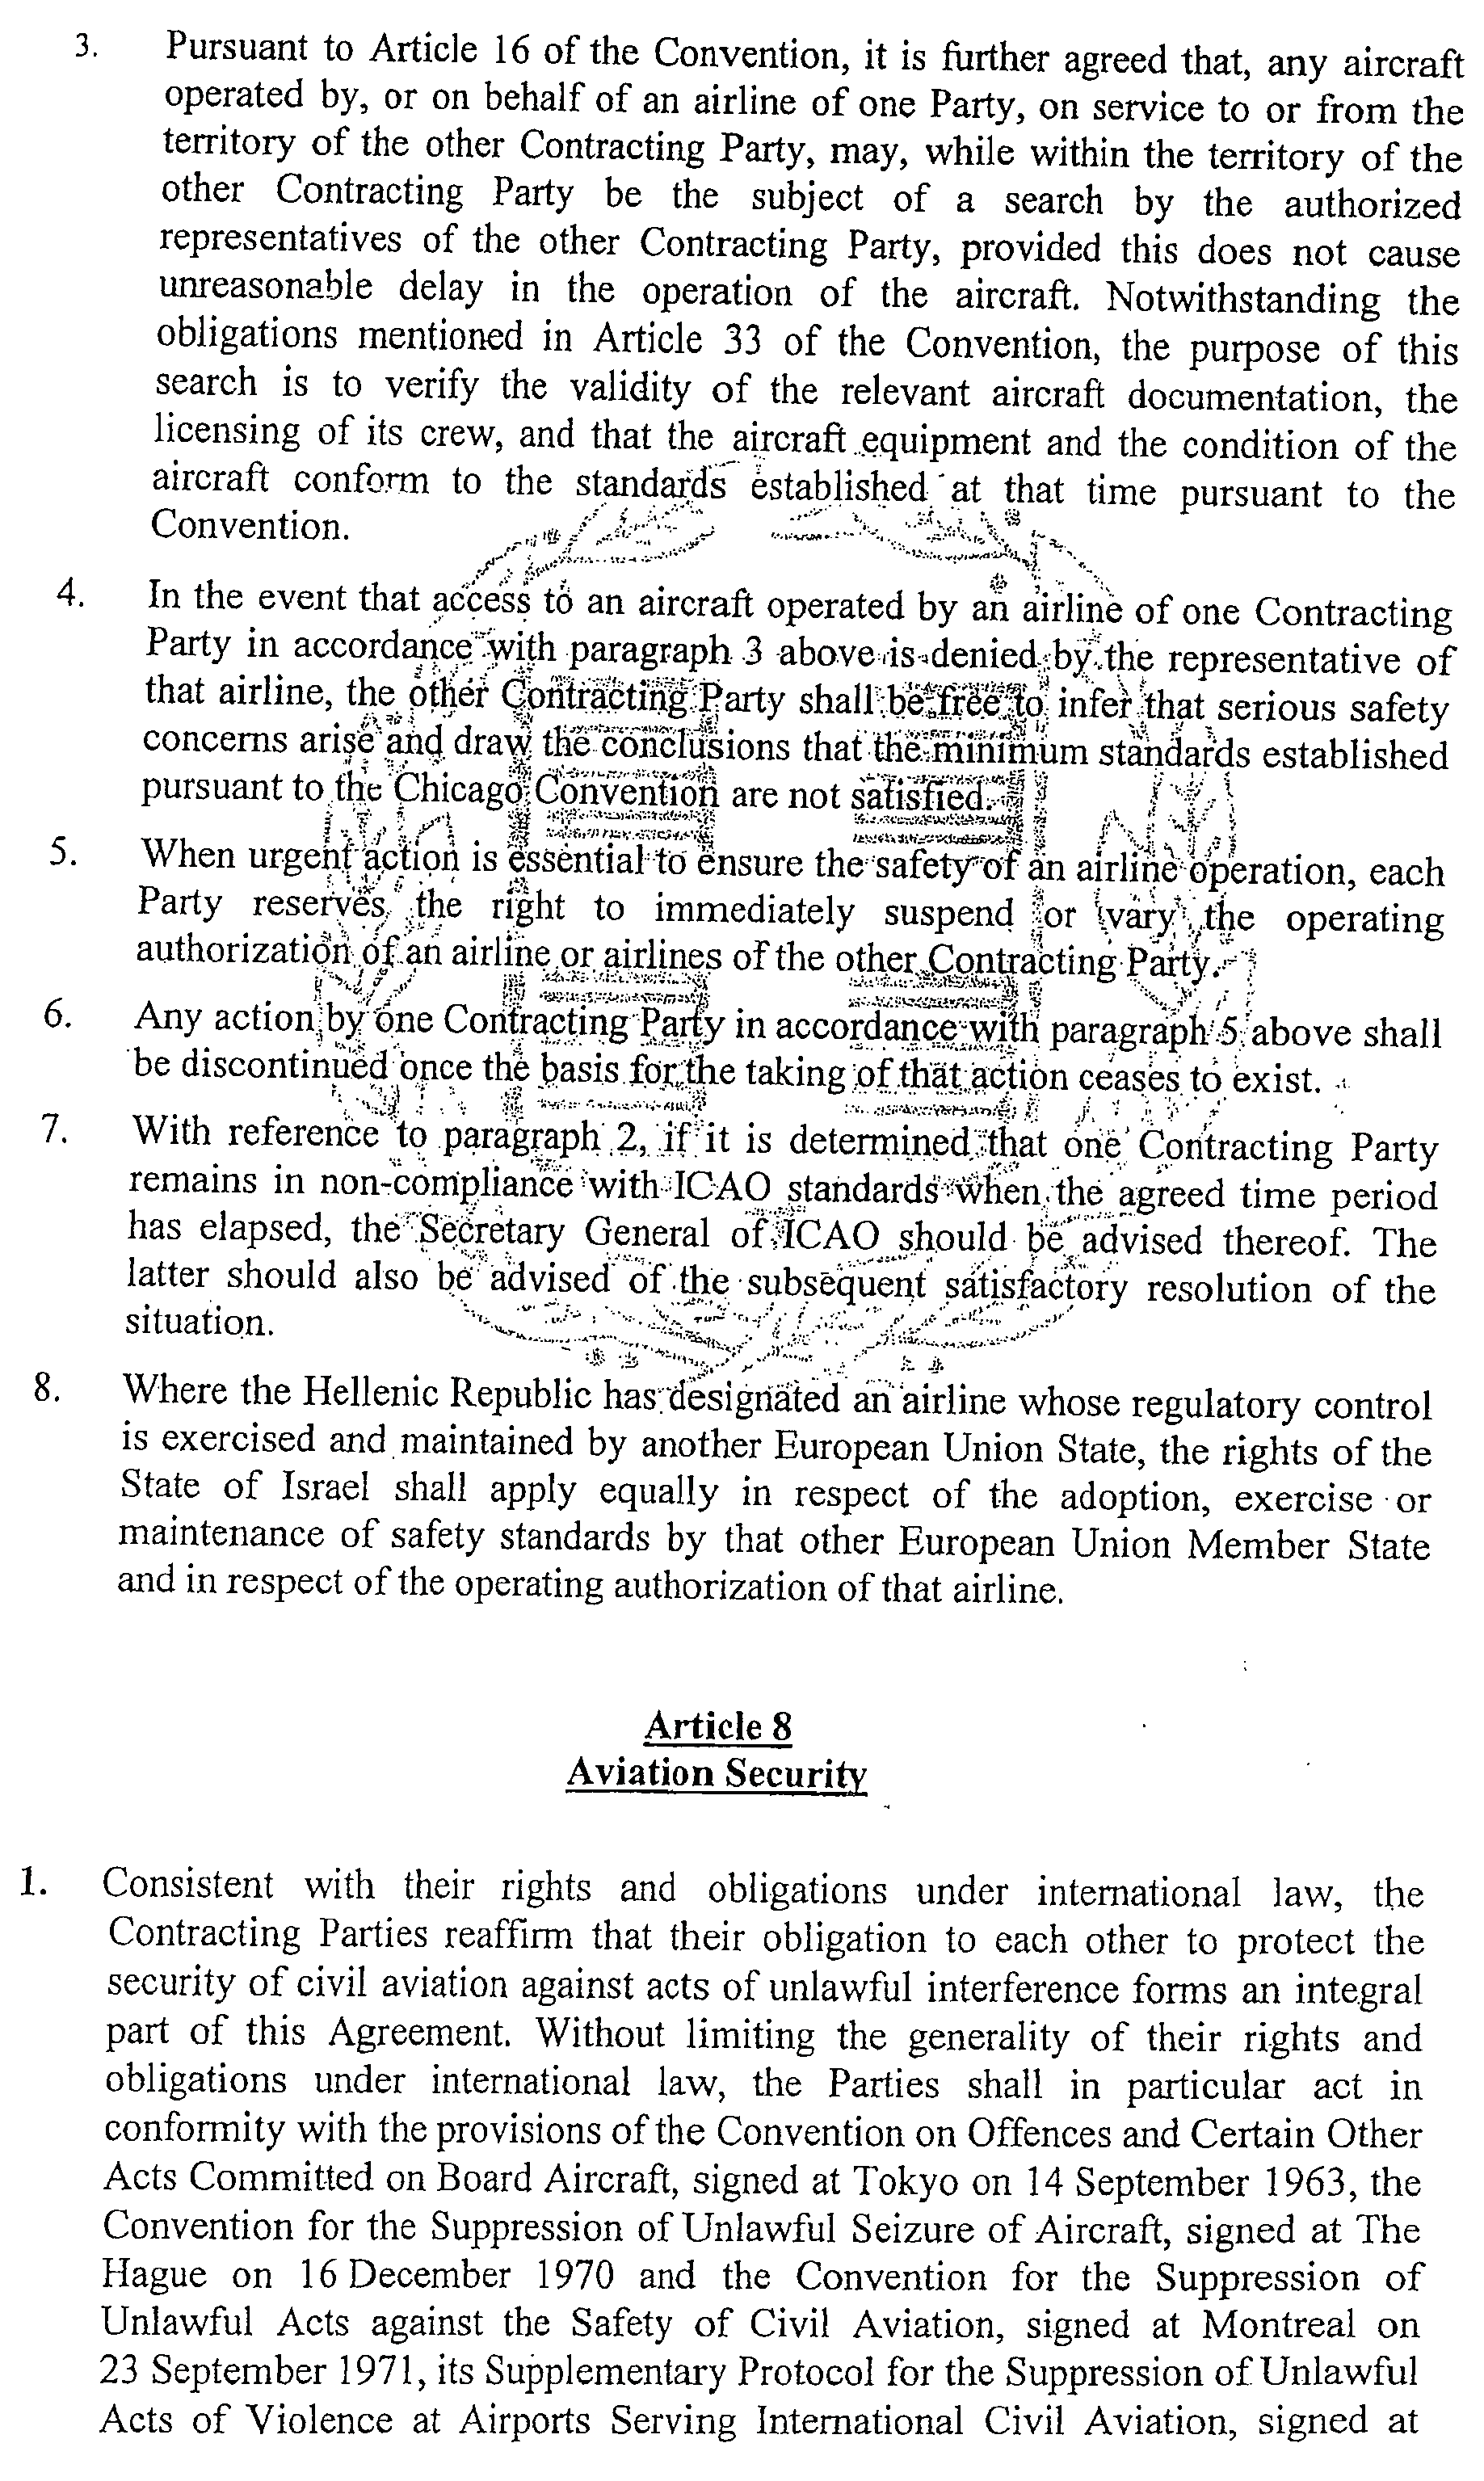 3. Pursuant to Article 16 of the Convention, it is further agreed that, any aircraft
operated by, or on behalf of an airline of one Party, on service to or from the
territory of the other Contracting Party, may, while within the territory of the
other Contracting Party be the subject of a search by the authorized
representatives of the other Contracting Party, provided this does not cause
unreasonable delay in the operation of the aircraft. Notwithstanding the
obligations mentioned in Article 33 of the Convention, the purpose of this
search is to verify the validity of the relevant aircraft documentation, the
licensing of its crew, and that the aircraft equipment and the condition of the
aircraft conform to the standards established at that time pursuant to the
Convention.
4. In the event that access to an aircraft operated by an airline of one Contracting
Party in accordance with paragraph 3 above is denied by the representative of
that airline, the other Contracting Party shall be free to infer that serious safety
concerns arise and draw the conclusions that the minimum standards established
pursuant to the Chicago Convention are not satisfied.
5. When urgent action is essential to ensure the safety of an airline operation, each
Party reserves the right to immediately suspend or vary the operating
authorization of an airline or airlines of the other Contracting Party.
6. Any action by one Contracting Party in accordance with paragraph 5 above shall
be discontinued once the basis for the taking of that action ceases to exist.
7. With reference to paragraph 2, if it is determined that one Contracting Party
remains in non-compliance with ICAO standards when the agreed time period
has elapsed, the Secretary General of ICAO should be advised thereof. The
latter should also be advised of the subsequent satisfactory resolution of the
situation.
8. Where the Hellenic Republic has designated an airline whose regulatory control
is exercised and maintained by another European Union State, the rights of the
State of Israel shall apply equally in respect of the adoption, exercise or
maintenance of safety standards by that other European Union Member State
and in respect of the operating authorization of that airline.
Article 8
Aviation Security
1. Consistent with their rights and obligations under international law, the
Contracting Parties reaffirm that their obligation to each other to protect the
security of civil aviation against acts of unlawful interference forms an integral
part of this Agreement. Without limiting the generality of their rights and
obligations under international law, the Parties shall in particular act in
conformity with the provisions of the Convention on Offences and Certain Other
Acts Committed on Board Aircraft, signed at Tokyo on 14 September 1963, the
Convention for the Suppression of Unlawful Seizure of Aircraft, signed at The
Hague on 16 December 1970 and the Convention for the Suppression of
Unlawful Acts against the Safety of Civil Aviation, signed at Montreal on
23 September 1971, its Supplementary Protocol for the Suppression of Unlawful
Acts of Violence at Airports Serving International Civil Aviation, signed at